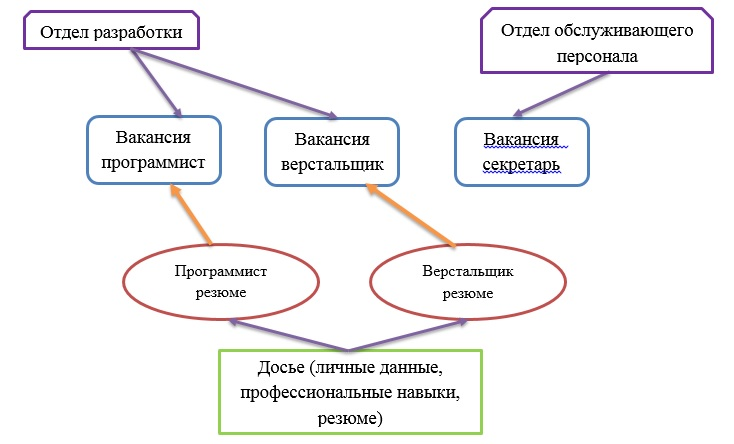 Отдел разработки
Отдел обслуживающего
персонала
Вакансия
программист
Вакансия
верстальщик
Вакансия
секретарь
Программист
резюме
Верстальщик
резюме
Досье (личные данные,
профессиональные навыки,
резюме)